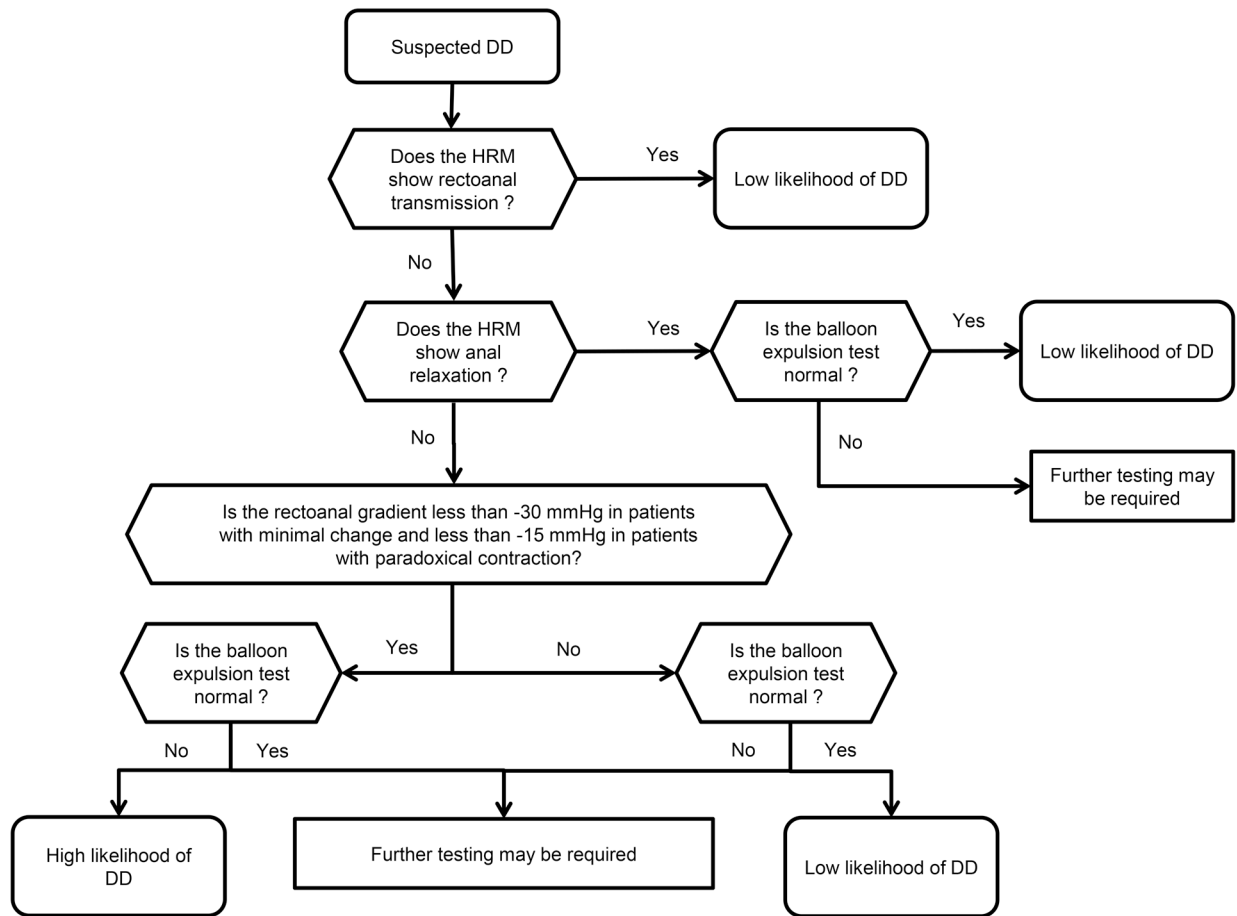 Suspected DD
Does the HRM
show rectoanal
transmission ?
Yes
Low likelihood of DD
No
Does the HRM
show anal
relaxation ?
Yes
Is the balloon
expulsion test
normal ?
Yes
Low likelihood of DD
No
No
Further testing may
be required
Is the rectoanal gradient less than -30 mmHg in patients
with minimal change and less than -15 mmHg in patients
with paradoxical contraction?
Is the balloon
expulsion test
normal ?
Yes
No
Is the balloon
expulsion test
normal ?
No
Yes
No
Yes
High likelihood of
DD
Further testing may be required
Low likelihood of DD